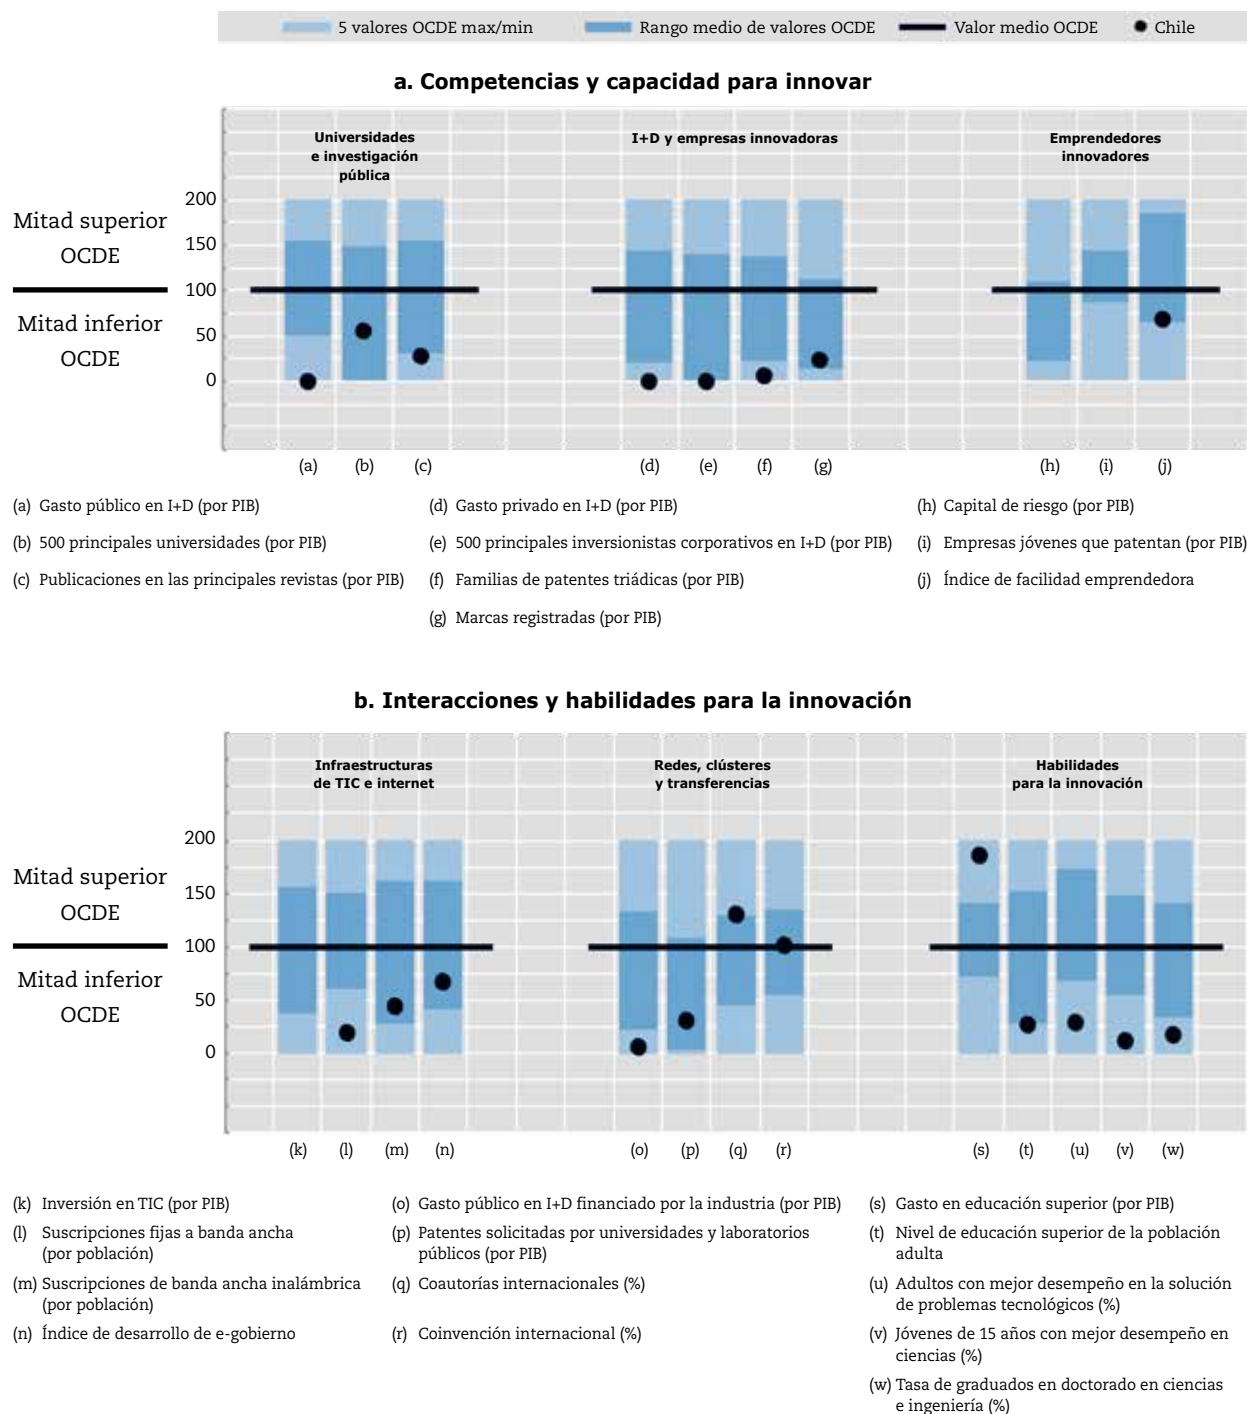 5 valores OCDE max/min
Rango medio de valores OCDE
Valor medio OCDE
Chile
a. Competencias y capacidad para innovar
Universidades
e investigación
pública
I+D y empresas innovadoras
Emprendedores
innovadores
Mitad superior
OCDE
Mitad inferior
OCDE
200
150
100
50
0
(a) (b) (c) (d) (e) (f) (g) (h) (i) (j)
(a) Gasto público en I+D (por PIB)
(b) 500 principales universidades (por PIB)
(c) Publicaciones en las principales revistas (por PIB)
(d) Gasto privado en I+D (por PIB)
(e) 500 principales inversionistas corporativos en I+D (por PIB)
(f) Familias de patentes triádicas (por PIB)
(g) Marcas registradas (por PIB)
(h) Capital de riesgo (por PIB)
(i) Empresas jóvenes que patentan (por PIB)
(j) Índice de facilidad emprendedora
b. Interacciones y habilidades para la innovación
Infraestructuras
de TIC e internet
Redes, clústeres
y transferencias
Habilidades
para la innovación
Mitad superior
OCDE
Mitad inferior
OCDE
200
150
100
50
0
(k) (l) (m) (n) (o) (p) (q) (r) (s) (t) (u) (v) (w)
(k) Inversión en TIC (por PIB)
(l) Suscripciones fijas a banda ancha
(por población)
(m) Suscripciones de banda ancha inalámbrica
(por población)
(n) Índice de desarrollo de e-gobierno
(o) Gasto público en I+D financiado por la industria (por PIB)
(p) Patentes solicitadas por universidades y laboratorios
públicos (por PIB)
(q) Coautorías internacionales (%)
(r) Coinvención internacional (%)
(s) Gasto en educación superior (por PIB)
(t) Nivel de educación superior de la población
adulta
(u) Adultos con mejor desempeño en la solución
de problemas tecnológicos (%)
(v) Jóvenes de 15 años con mejor desempeño en
ciencias (%)
(w) Tasa de graduados en doctorado en ciencias
e ingeniería (%)